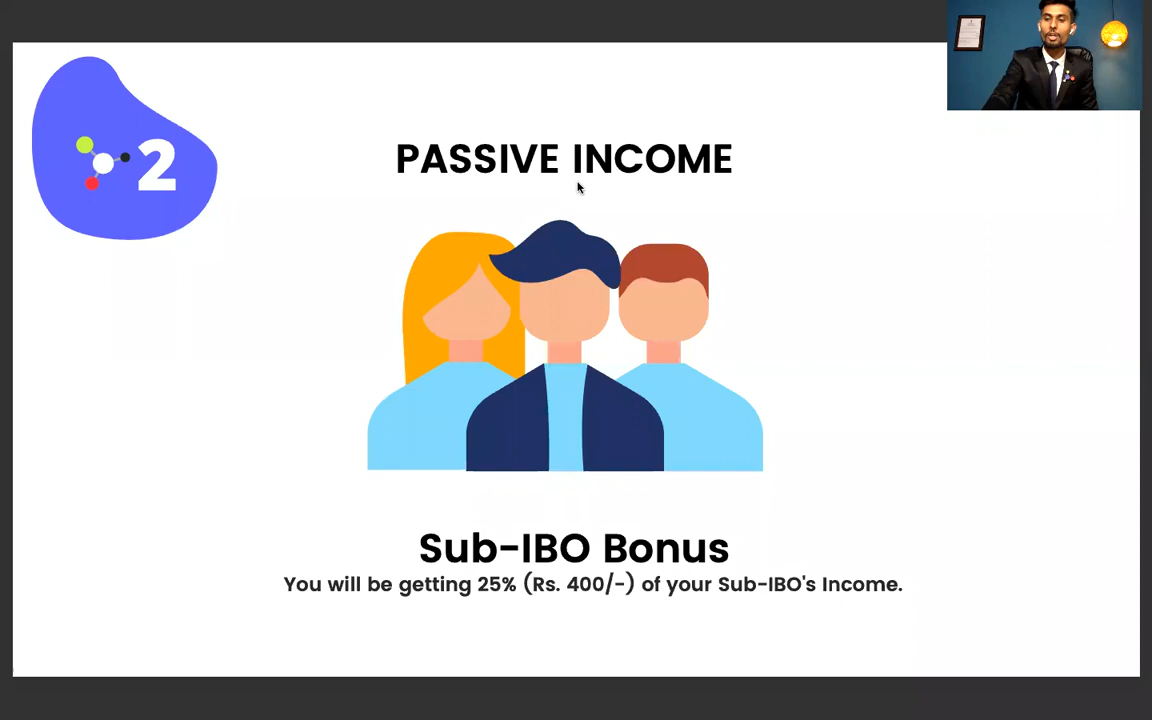 2
PASSIVE INCOME
Sub-IBO Bonus
You will be getting 25% (Rs. 400/-) of your Sub-IBO's Income.